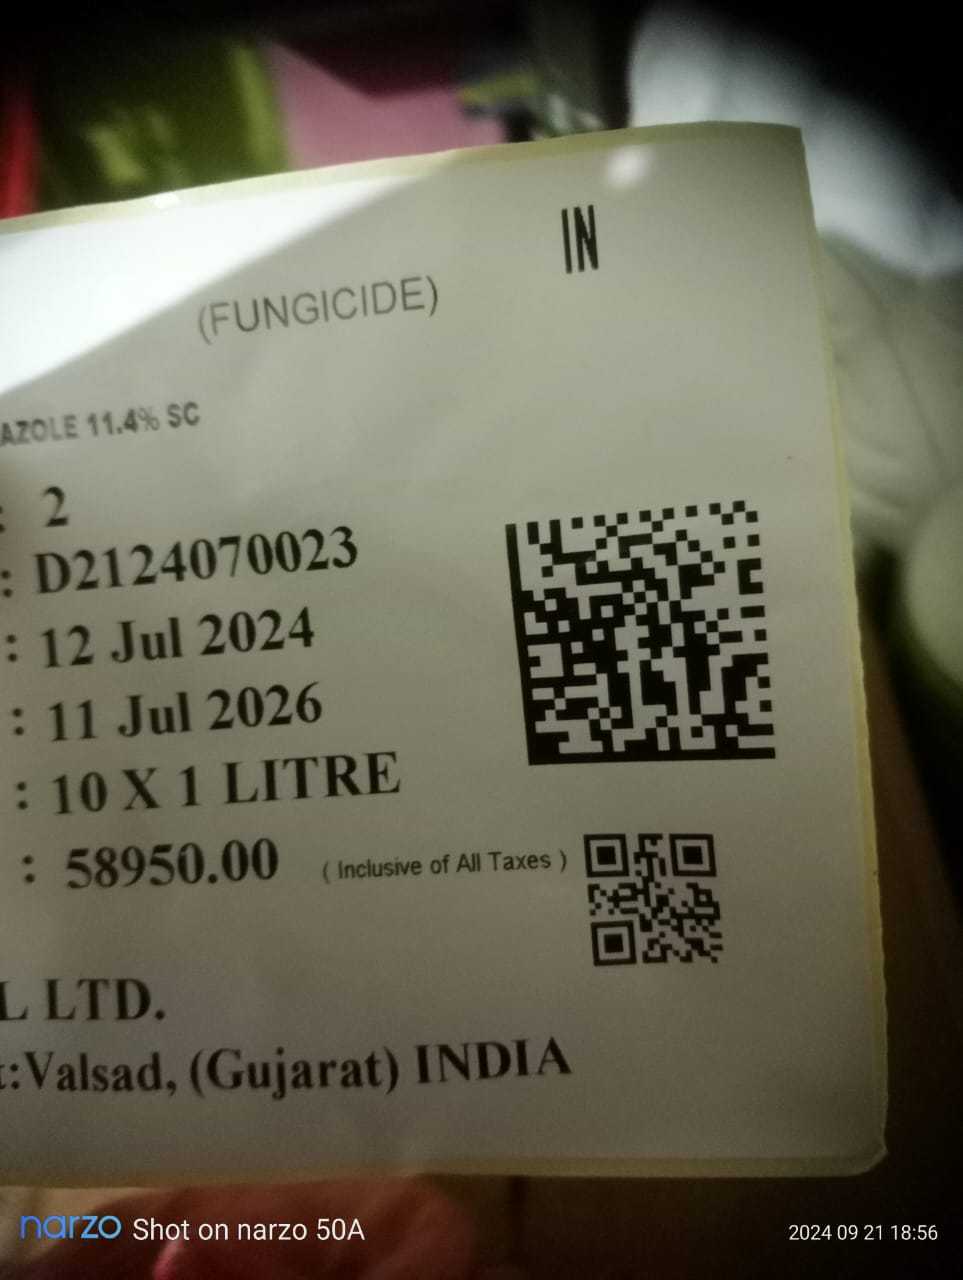 IN
(FUNGICIDE)
AZOLE 11.4% SC
: 2
: D2124070023
: 12 Jul 2024
: 11 Jul 2026
: 10 X 1 LITRE
: 58950.00 ( Inclusive of All Taxes )
L LTD.
t:Valsad, (Gujarat) INDIA
narzo Shot on narzo 50A
2024 09 21 18:56